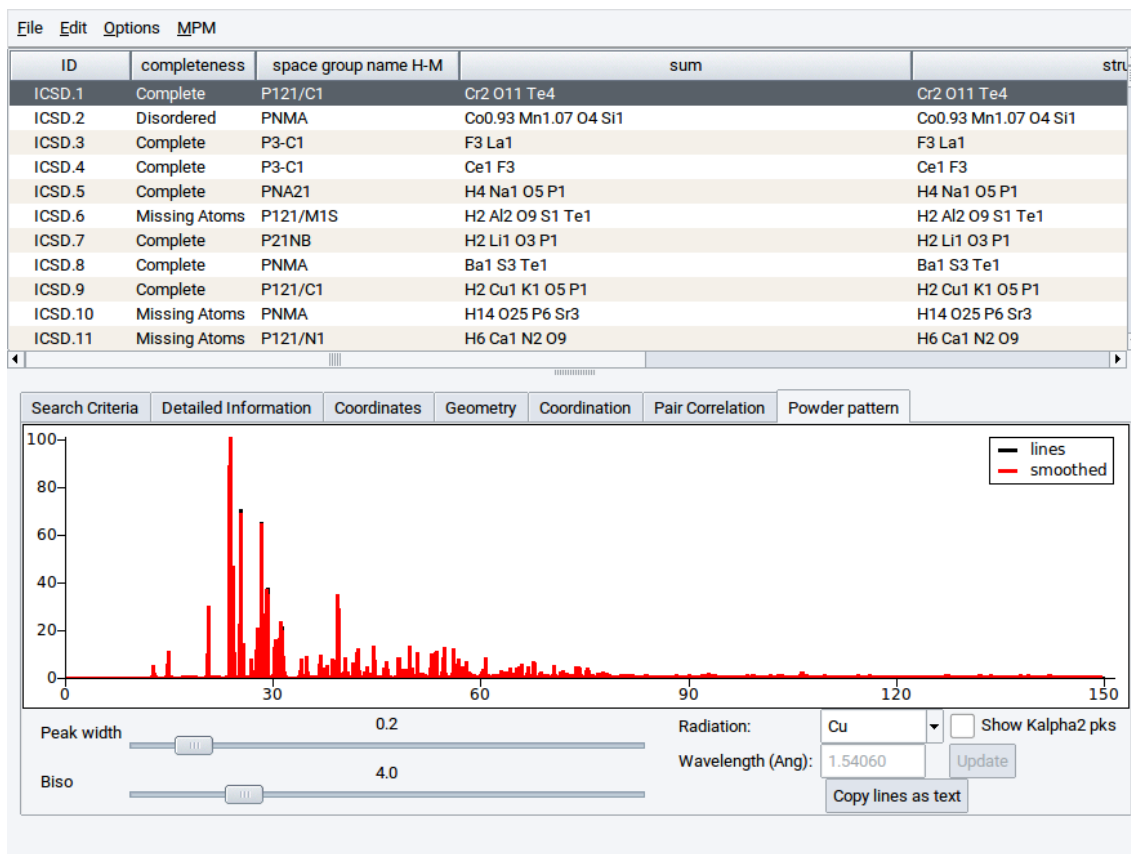 File Edit Options MPM
ID completeness space group name H-M sum stru
ICSD.1 Complete P121/C1 Cr2 O11 Te4 Cr2 O11 Te4
ICSD.2 Disordered PNMA Co0.93 Mn1.07 O4 Si1 Co0.93 Mn1.07 O4 Si1
ICSD.3 Complete P3-C1 F3 La1 F3 La1
ICSD.4 Complete P3-C1 Ce1 F3 Ce1 F3
ICSD.5 Complete PNA21 H4 Na1 O5 P1 H4 Na1 O5 P1
ICSD.6 Missing Atoms P121/M1S H2 Al2 O9 S1 Te1 H2 Al2 O9 S1 Te1
ICSD.7 Complete P21NB H2 Li1 O3 P1 H2 Li1 O3 P1
ICSD.8 Complete PNMA Ba1 S3 Te1 Ba1 S3 Te1
ICSD.9 Complete P121/C1 H2 Cu1 K1 O5 P1 H2 Cu1 K1 O5 P1
ICSD.10 Missing Atoms PNMA H14 O25 P6 Sr3 H14 O25 P6 Sr3
ICSD.11 Missing Atoms P121/N1 H6 Ca1 N2 O9 H6 Ca1 N2 O9
Search Criteria Detailed Information Coordinates Geometry Coordination Pair Correlation Powder pattern
100
lines
smoothed
80
60
40
20
0
0 30 60 90 120 150
Peak width 0.2 Radiation: Cu Show Kalpha2 pks
Wavelength (Ang): 1.54060 Update
Biso 4.0
Copy lines as text